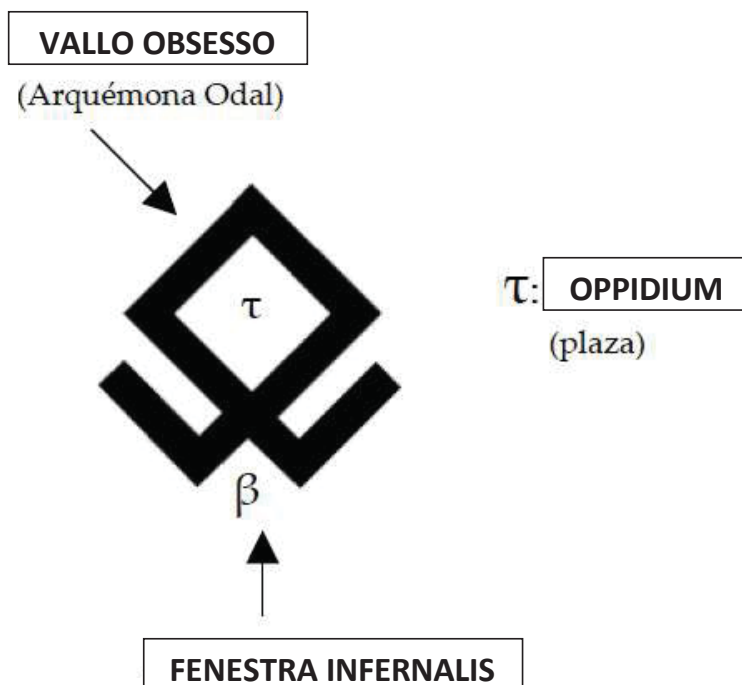 VALLO OBSESSO
(Arquémona Odal)
τ
τ: OPPIDIUM
(plaza)
β
FENESTRA INFERNALIS